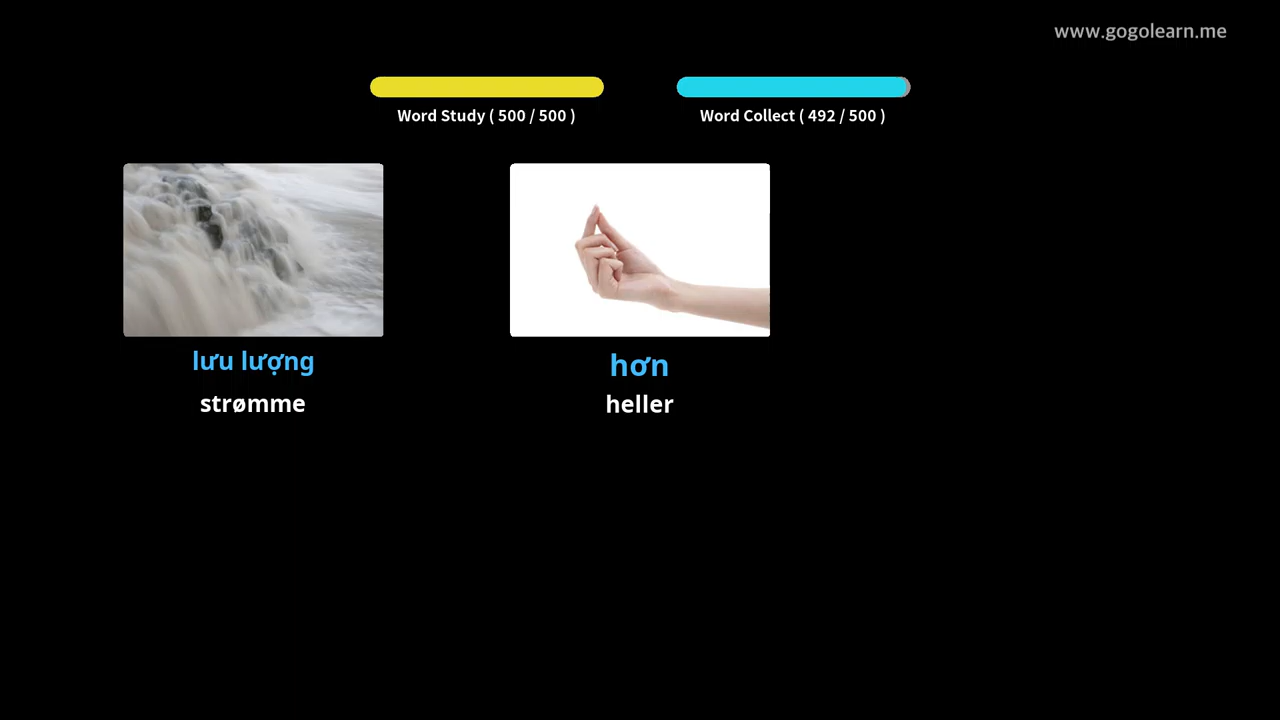 www.gogolearn.me
Word Study ( 500 / 500 )
Word Collect ( 492 / 500 )
lưu lượng
strømme
hơn
heller